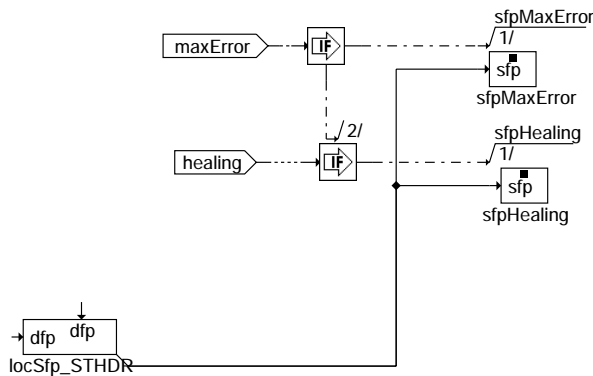 sfpMaxError
1/
maxError
IF
sfp
sfpMaxError
2/
sfpHealing
1/
healing
IF
sfp
sfpHealing
dfp
dfp
locSfp_STHDR